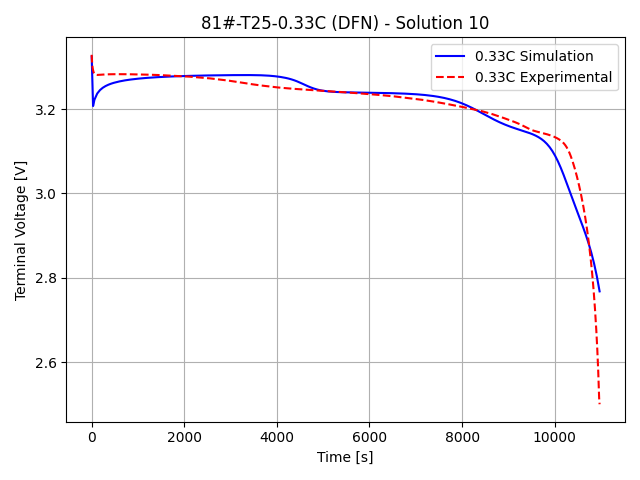 81#-T25-0.33C (DFN) - Solution 10
0.33C Simulation
0.33C Experimental
Terminal Voltage [V]
3.2
3.0
2.8
2.6
0 2000 4000 6000 8000 10000
Time [s]